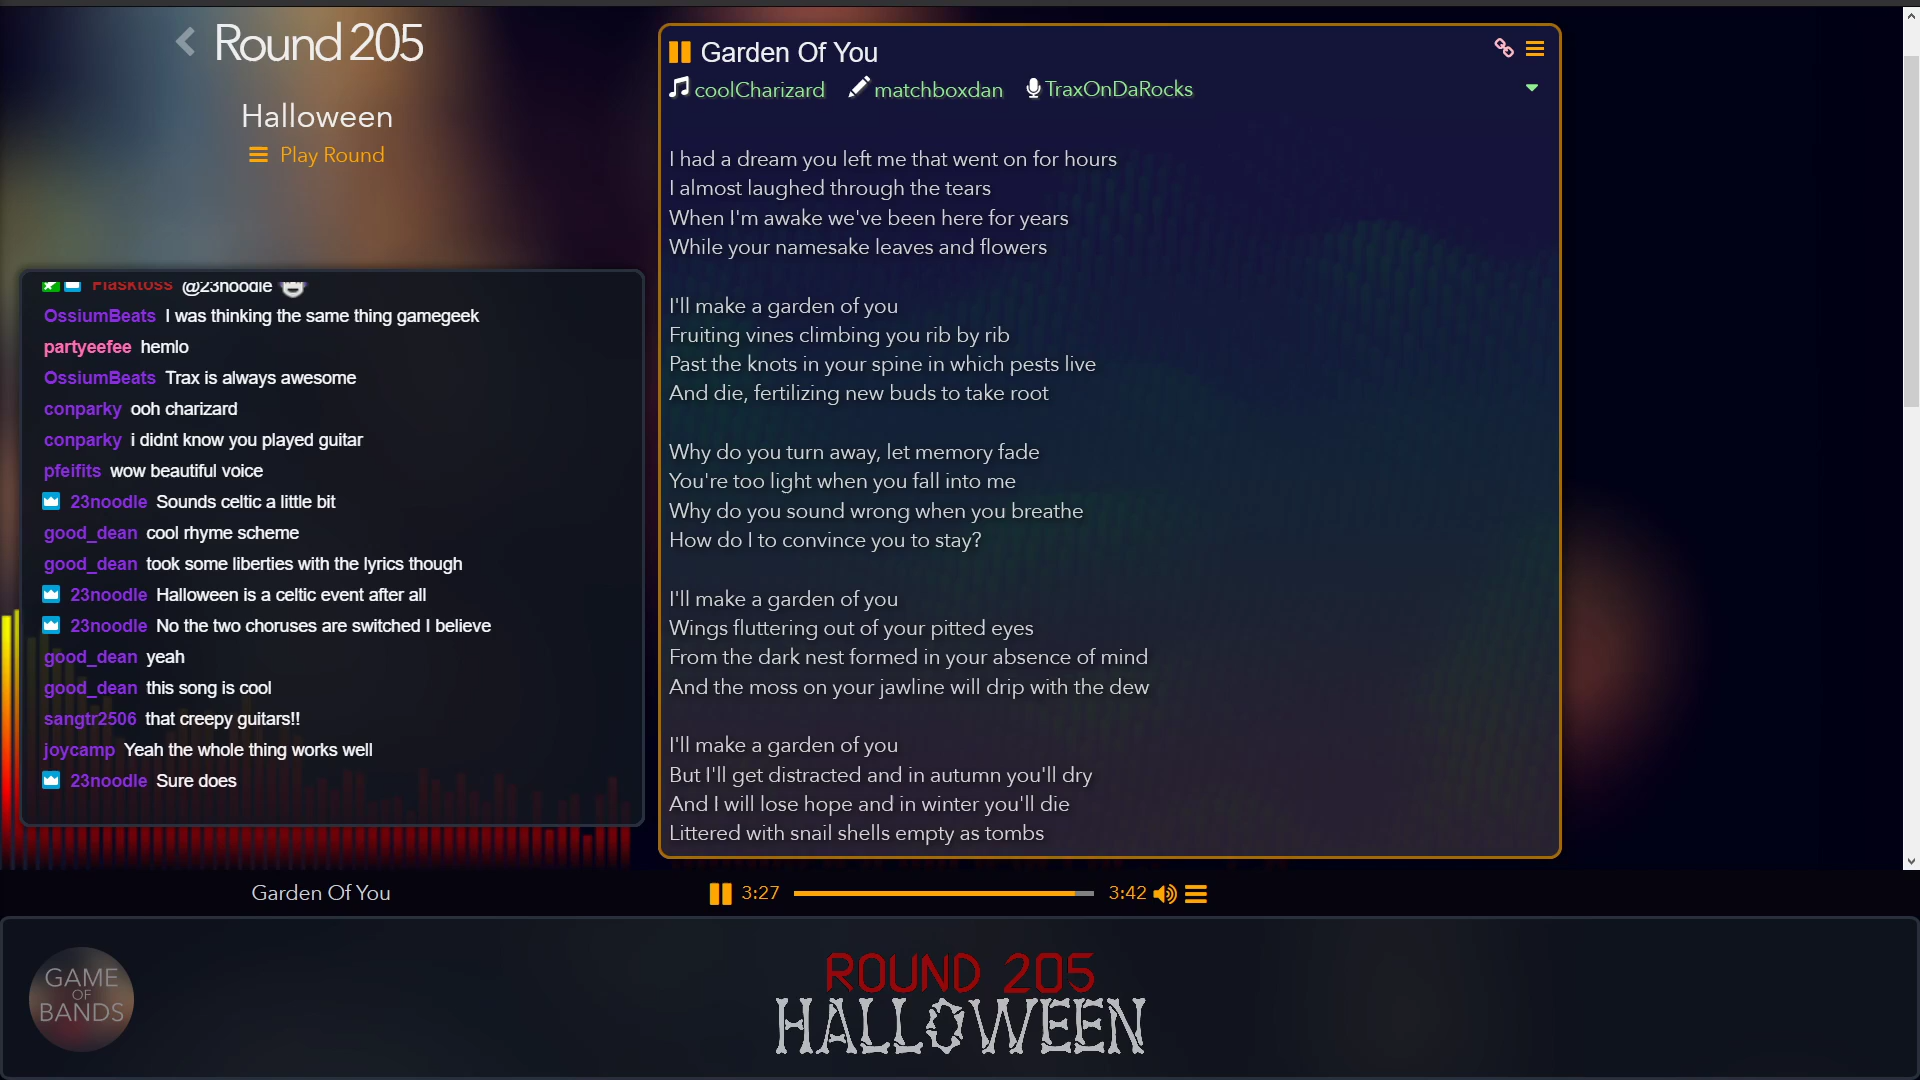 Round 205
Halloween
Play Round
Flasktoss @23noodle
OssiumBeats I was thinking the same thing gamegeek
partyeefee hemlo
OssiumBeats Trax is always awesome
conparky ooh charizard
conparky i didnt know you played guitar
pfeifits wow beautiful voice
23noodle Sounds celtic a little bit
good_dean cool rhyme scheme
good_dean took some liberties with the lyrics though
23noodle Halloween is a celtic event after all
23noodle No the two choruses are switched I believe
good_dean yeah
good_dean this song is cool
sangtr2506 that creepy guitars!!
joycamp Yeah the whole thing works well
23noodle Sure does
Garden Of You
coolCharizard matchboxdan TraxOnDaRocks
I had a dream you left me that went on for hours
I almost laughed through the tears
When I'm awake we've been here for years
While your namesake leaves and flowers
I'll make a garden of you
Fruiting vines climbing you rib by rib
Past the knots in your spine in which pests live
And die, fertilizing new buds to take root
Why do you turn away, let memory fade
You're too light when you fall into me
Why do you sound wrong when you breathe
How do I to convince you to stay?
I'll make a garden of you
Wings fluttering out of your pitted eyes
From the dark nest formed in your absence of mind
And the moss on your jawline will drip with the dew
I'll make a garden of you
But I'll get distracted and in autumn you'll dry
And I will lose hope and in winter you'll die
Littered with snail shells empty as tombs
Garden Of You
3:27 3:42
GAME
OF
BANDS
ROUND 205
HALLOWEEN